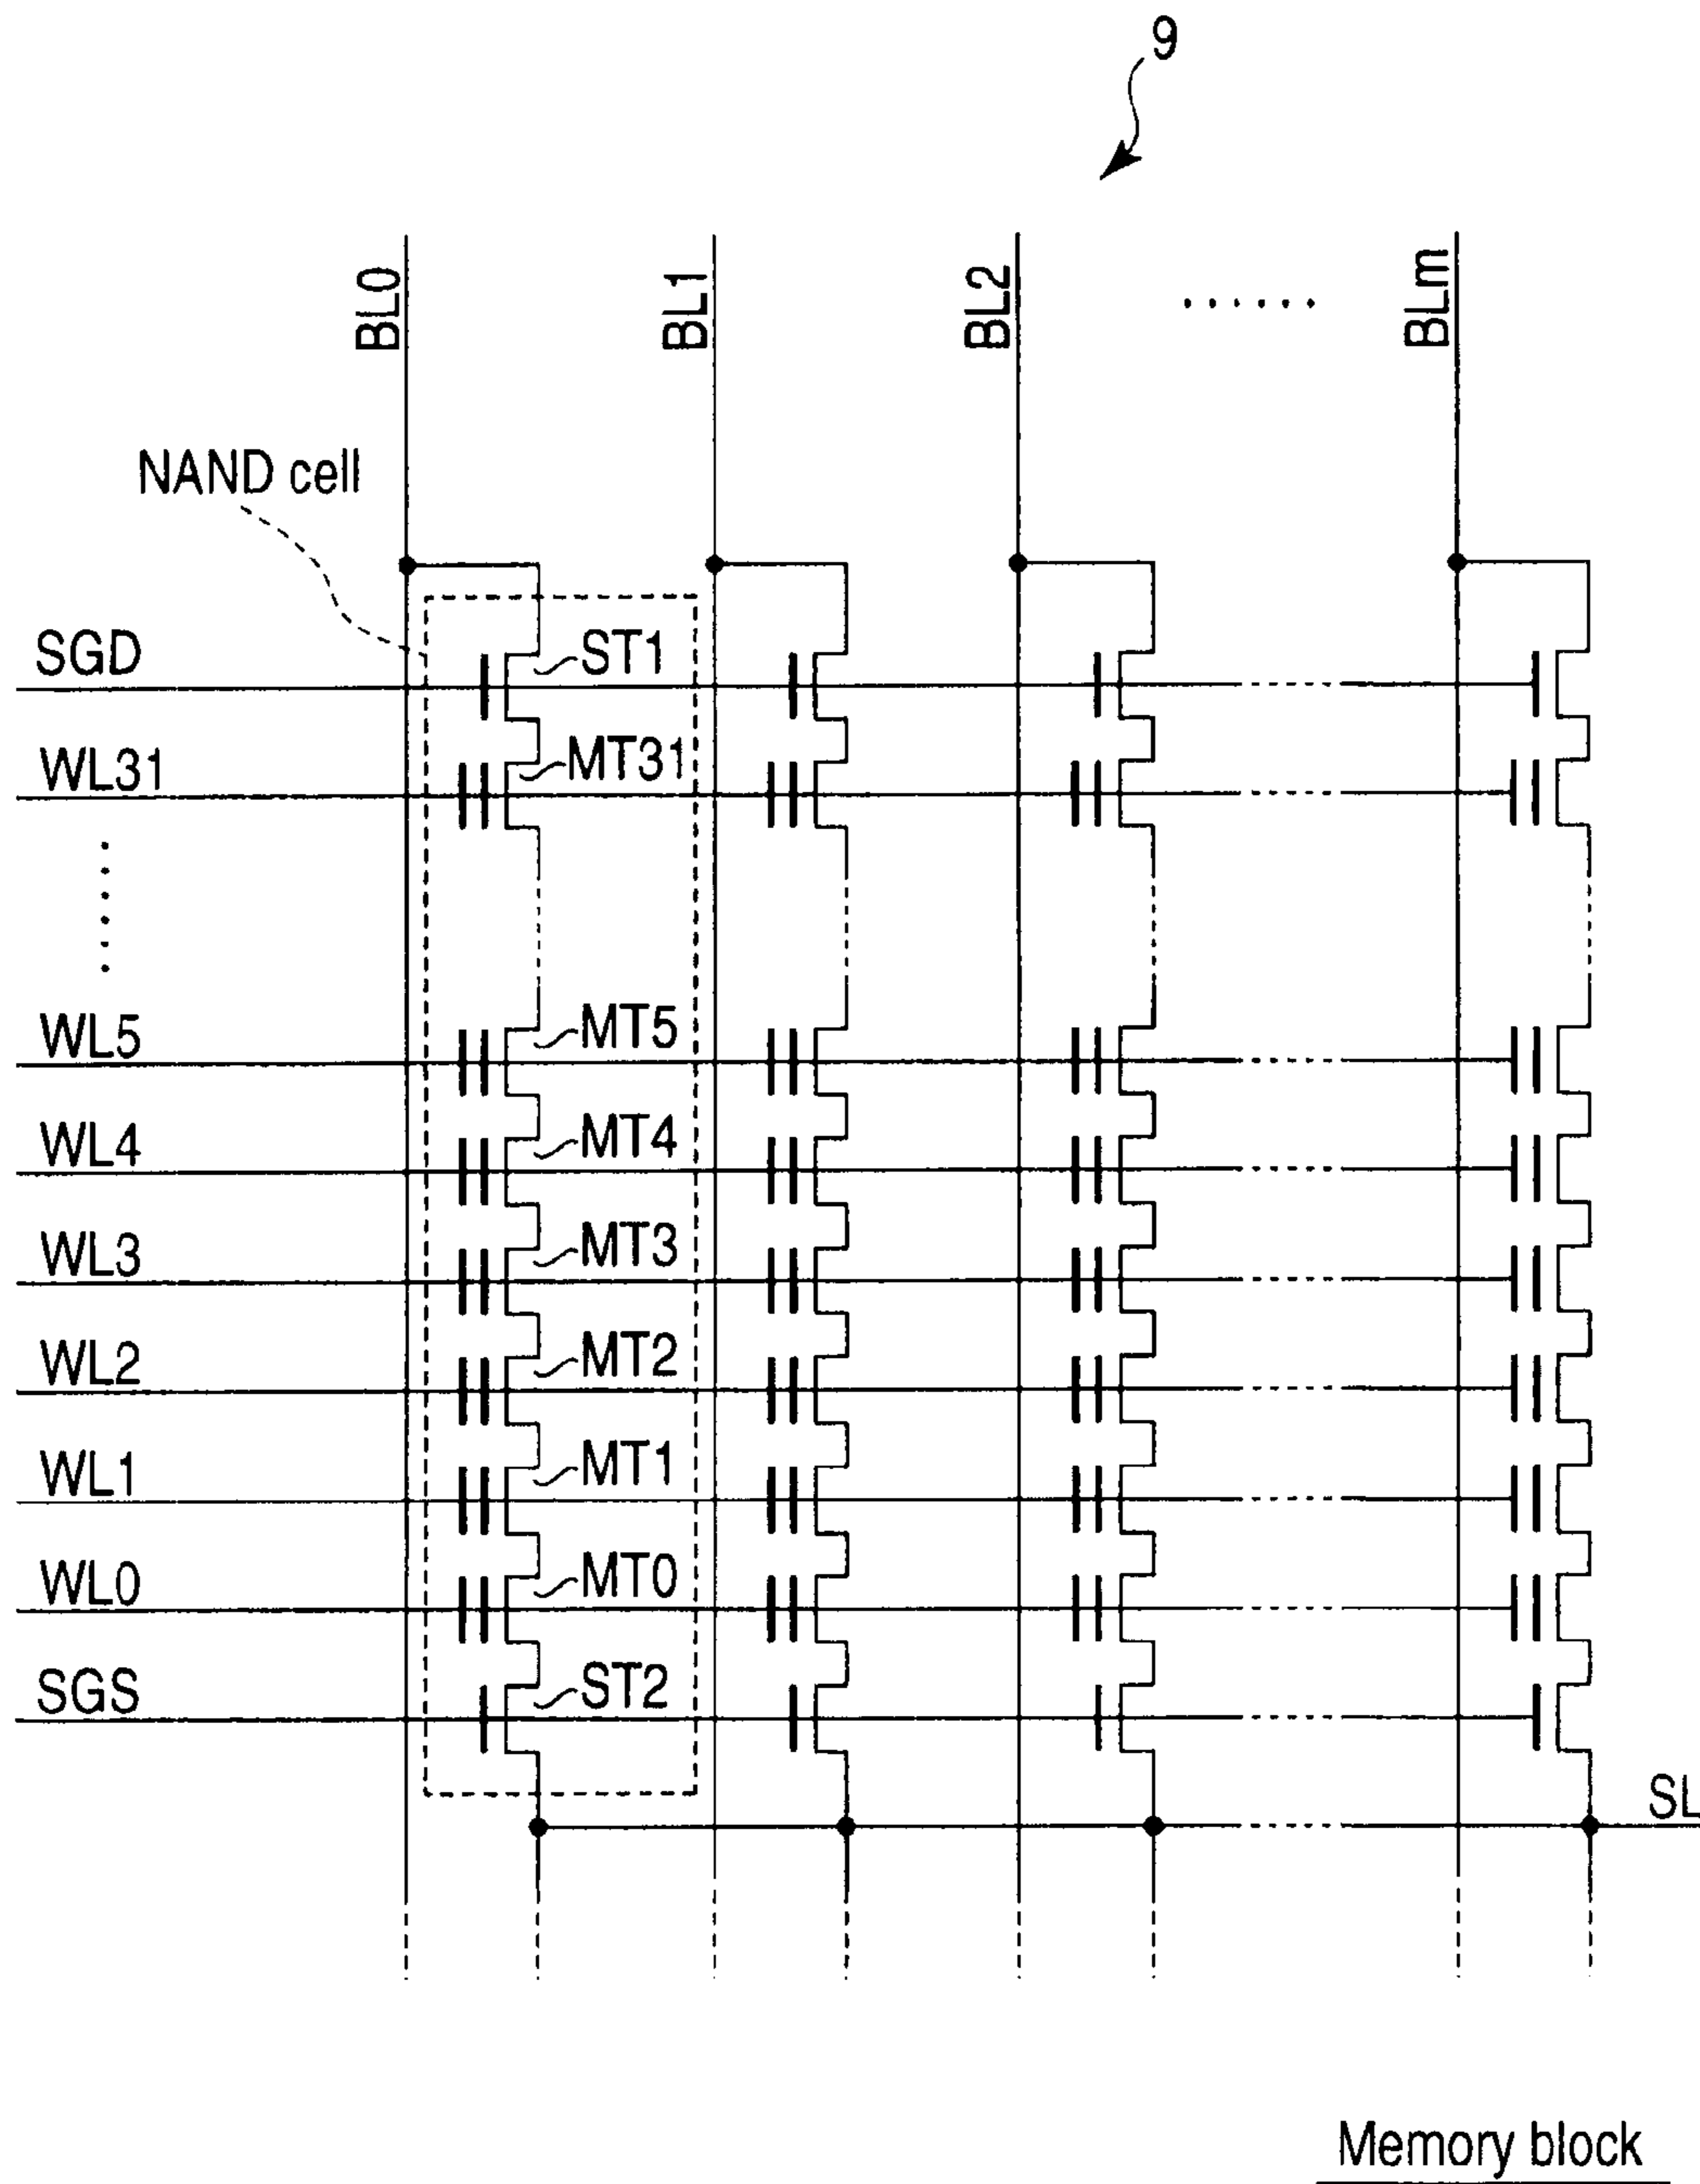 9
BL0
BL1
BL2
......
BLm
NAND cell
SGD
ST1
WL31
MT31
WL5
MT5
WL4
MT4
WL3
MT3
WL2
MT2
WL1
MT1
WL0
MT0
SGS
ST2
SL
Memory block